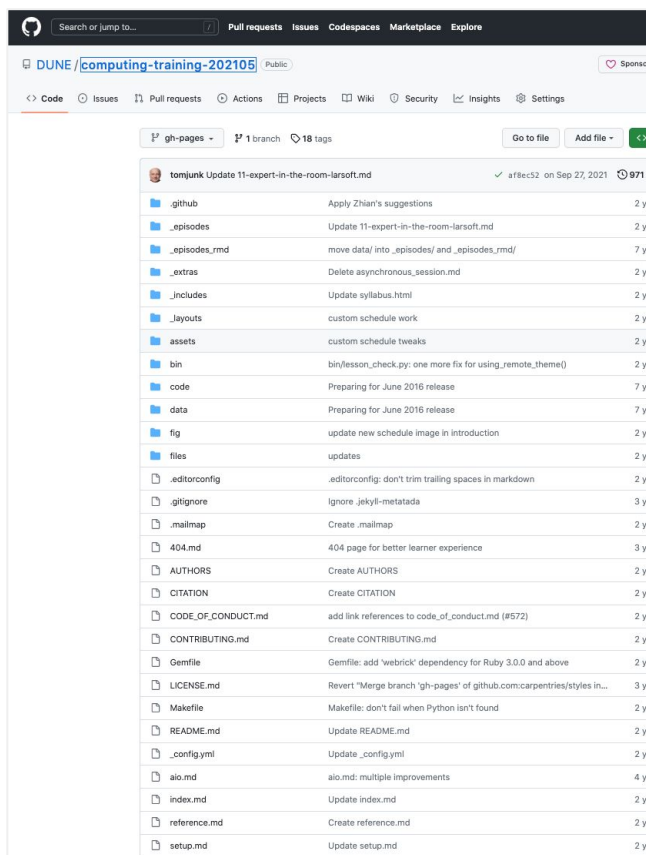 Search or jump to... / Pull requests Issues Codespaces Marketplace Explore
DUNE / computing-training-202105 Public Sponso
Code Issues Pull requests Actions Projects Wiki Security Insights Settings
gh-pages 1 branch 18 tags Go to file Add file
tomjunk Update 11-expert-in-the-room-larsoft.md af8ec52 on Sep 27, 2021 971
.github Apply Zhian's suggestions 2 y
_episodes Update 11-expert-in-the-room-larsoft.md 2 y
_episodes_rmd move data/ into _episodes/ and _episodes_rmd/ 7 y
_extras Delete asynchronous_session.md 2 y
_includes Update syllabus.html 2 y
_layouts custom schedule work 2 y
assets custom schedule tweaks 2 y
bin bin/lesson_check.py: one more fix for using_remote_theme() 2 y
code Preparing for June 2016 release 7 y
data Preparing for June 2016 release 7 y
fig update new schedule image in introduction 2 y
files updates 2 y
.editorconfig .editorconfig: don't trim trailing spaces in markdown 2 y
.gitignore Ignore .jekyll-metatada 3 y
.mailmap Create .mailmap 2 y
404.md 404 page for better learner experience 3 y
AUTHORS Create AUTHORS 2 y
CITATION Create CITATION 2 y
CODE_OF_CONDUCT.md add link references to code_of_conduct.md (#572) 2 y
CONTRIBUTING.md Create CONTRIBUTING.md 2 y
Gemfile Gemfile: add 'webrick' dependency for Ruby 3.0.0 and above 2 y
LICENSE.md Revert "Merge branch 'gh-pages' of github.com:carpentries/styles in... 3 y
Makefile Makefile: don't fail when Python isn't found 2 y
README.md Update README.md 2 y
_config.yml Update _config.yml 2 y
aio.md aio.md: multiple improvements 4 y
index.md Update index.md 2 y
reference.md Create reference.md 2 y
setup.md Update setup.md 2 y